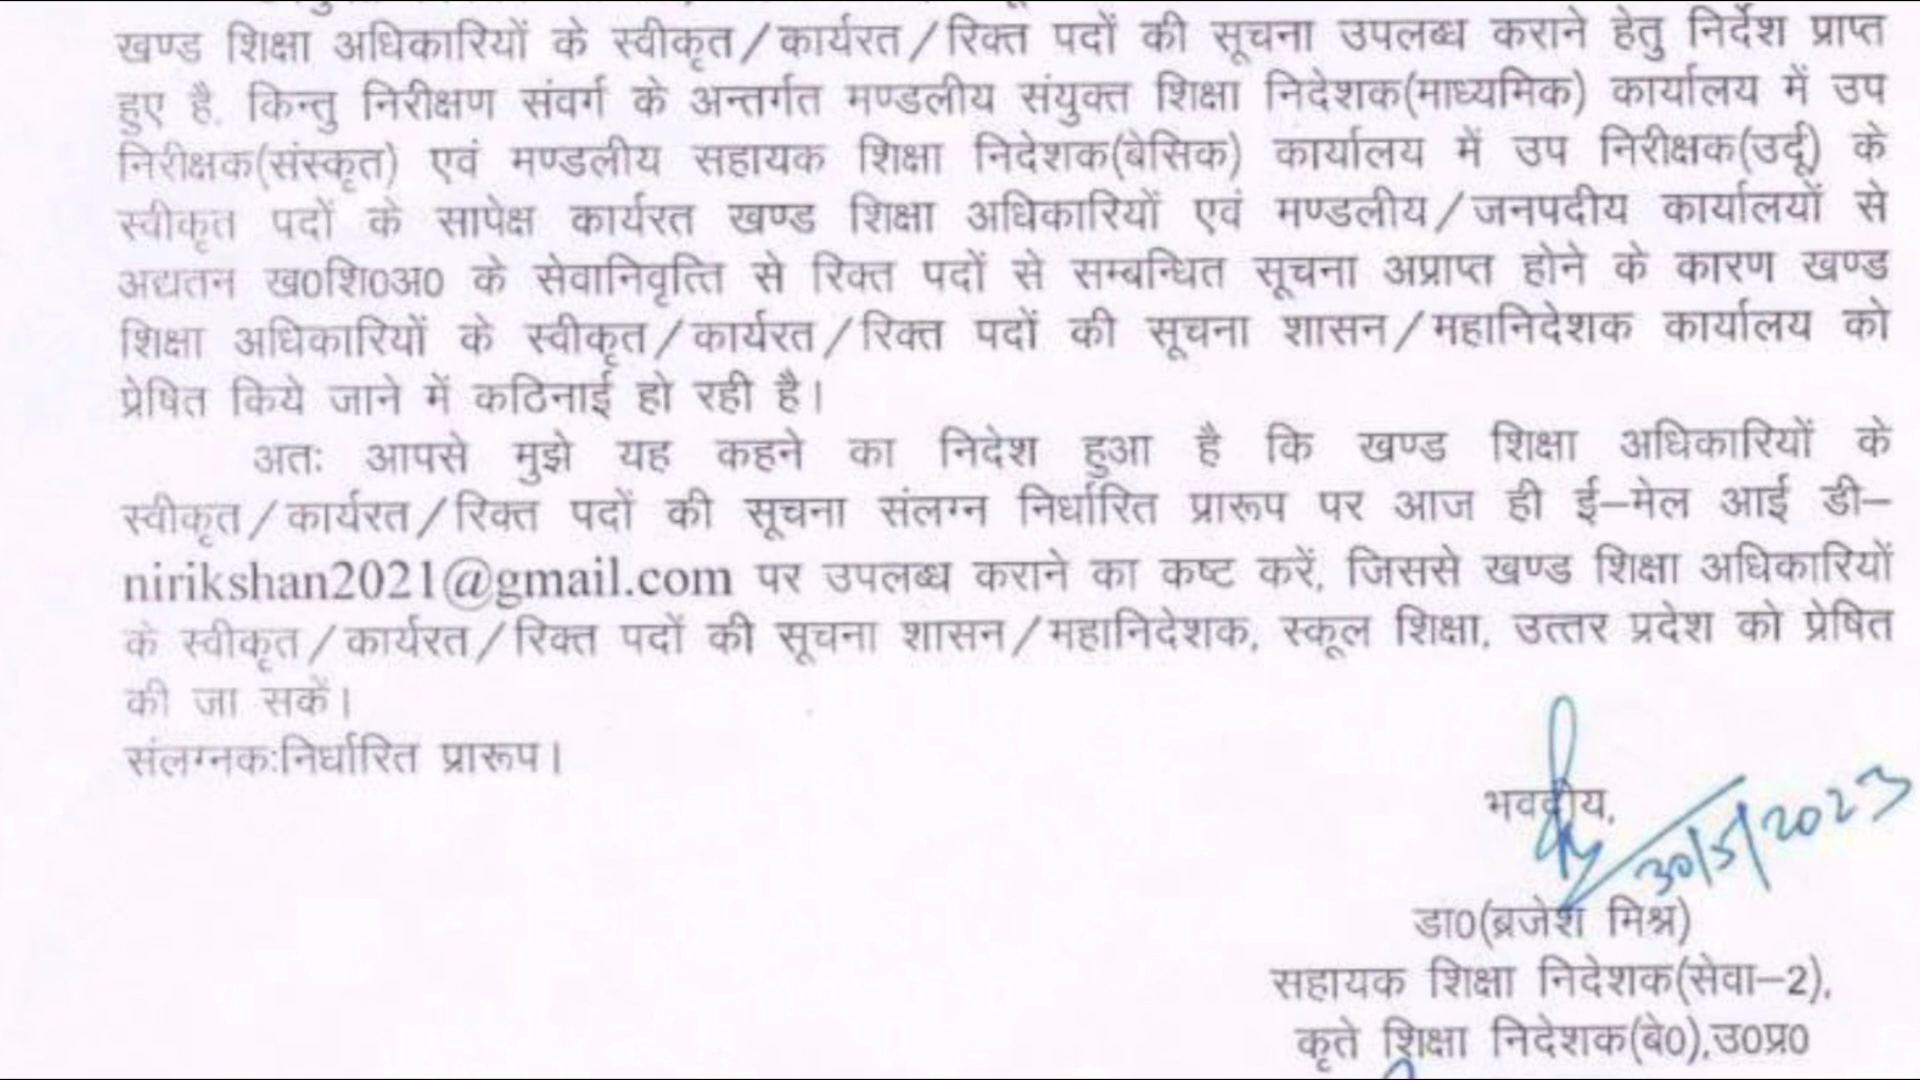 खण्ड शिक्षा अधिकारियों के स्वीकृत/कार्यरत/रिक्त पदों की सूचना उपलब्ध कराने हेतु निर्देश प्राप्त
हुए है, किन्तु निरीक्षण संवर्ग के अन्तर्गत मण्डलीय संयुक्त शिक्षा निदेशक(माध्यमिक) कार्यालय में उप
निरीक्षक(संस्कृत) एवं मण्डलीय सहायक शिक्षा निदेशक(बेसिक) कार्यालय में उप निरीक्षक(उर्दू) के
स्वीकृत पदों के सापेक्ष कार्यरत खण्ड शिक्षा अधिकारियों एवं मण्डलीय/जनपदीय कार्यालयों से
अद्यतन ख0शि0अ0 के सेवानिवृत्ति से रिक्त पदों से सम्बन्धित सूचना अप्राप्त होने के कारण खण्ड
शिक्षा अधिकारियों के स्वीकृत/कार्यरत/रिक्त पदों की सूचना शासन/महानिदेशक कार्यालय को
प्रेषित किये जाने में कठिनाई हो रही है।
अतः आपसे मुझे यह कहने का निदेश हुआ है कि खण्ड शिक्षा अधिकारियों के
स्वीकृत/कार्यरत/रिक्त पदों की सूचना संलग्न निर्धारित प्रारूप पर आज ही ई–मेल आई डी–
nirikshan2021@gmail.com पर उपलब्ध कराने का कष्ट करें, जिससे खण्ड शिक्षा अधिकारियों
के स्वीकृत/कार्यरत/रिक्त पदों की सूचना शासन/महानिदेशक, स्कूल शिक्षा, उत्तर प्रदेश को प्रेषित
की जा सकें।
संलग्नक:निर्धारित प्रारूप।
भवदीय,
30/5/2023
डा0(ब्रजेश मिश्र)
सहायक शिक्षा निदेशक(सेवा–2),
कृते शिक्षा निदेशक(बे0),उ0प्र0